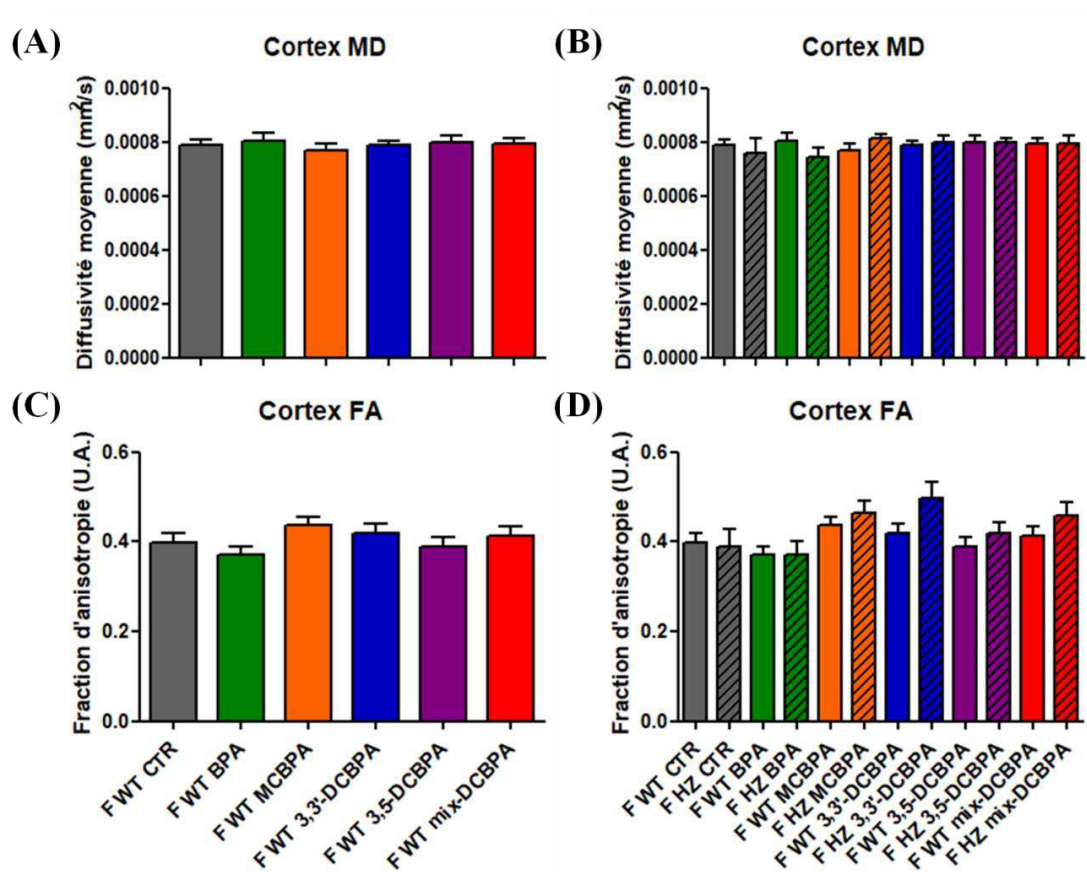 (A)
Cortex MD
Diffusivité moyenne (mm²/s)
0.0010
0.0008
0.0006
0.0004
0.0002
0.0000
(B)
Cortex MD
Diffusivité moyenne (mm²/s)
0.0010
0.0008
0.0006
0.0004
0.0002
0.0000
(C)
Cortex FA
Fraction d'anisotropie (U.A.)
0.6
0.4
0.2
0.0
F WT CTR
F WT BPA
F WT MCBPA
F WT 3,3'-DCBPA
F WT 3,5-DCBPA
F WT mix-DCBPA
(D)
Cortex FA
Fraction d'anisotropie (U.A.)
0.6
0.4
0.2
0.0
F WT CTR
F HZ CTR
F WT BPA
F HZ BPA
F WT MCBPA
F HZ MCBPA
F WT 3,3'-DCBPA
F HZ 3,3'-DCBPA
F WT 3,5-DCBPA
F HZ 3,5-DCBPA
F WT mix-DCBPA
F HZ mix-DCBPA